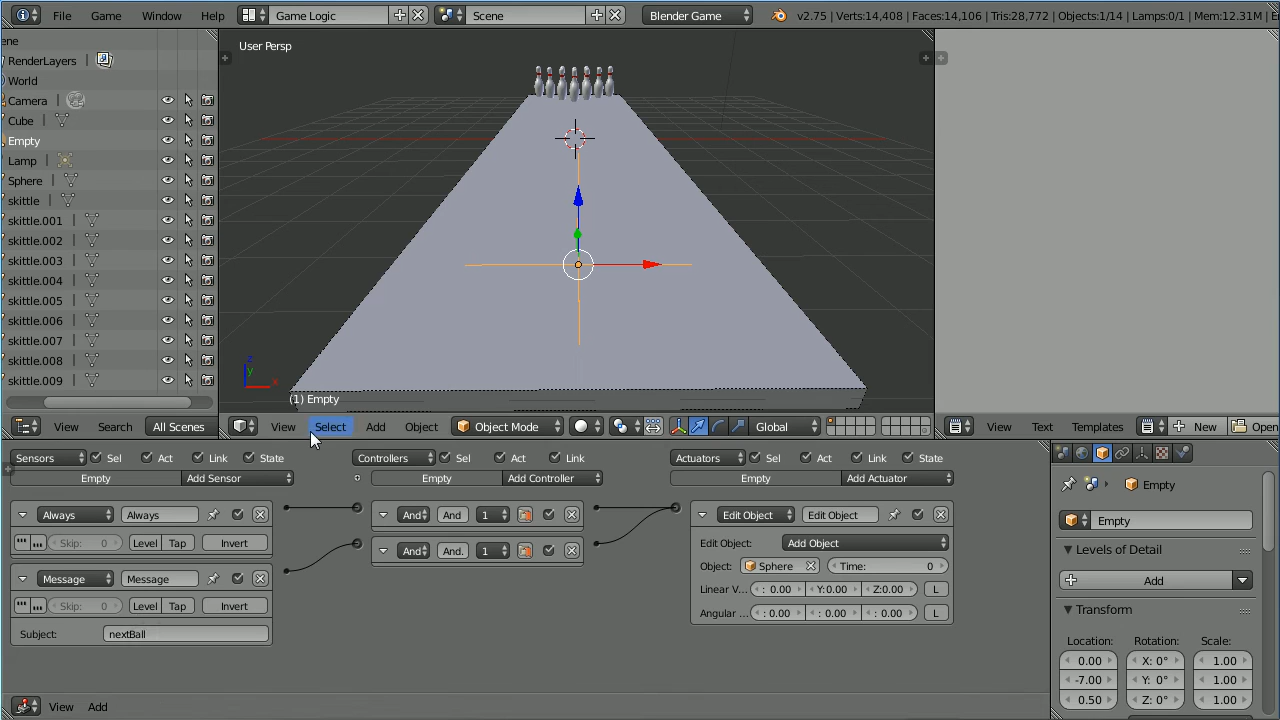 File Game Window Help Game Logic Scene Blender Game v2.75 | Verts:14,408 | Faces:14,106 | Tris:28,772 | Objects:1/14 | Lamps:0/1 | Mem:12.31M | E
ene
RenderLayers
World
Camera
Cube
Empty
Lamp
Sphere
skittle
skittle.001
skittle.002
skittle.003
skittle.004
skittle.005
skittle.006
skittle.007
skittle.008
skittle.009
User Persp
z
y
x
(1) Empty
View Search All Scenes View Select Add Object Object Mode Global View Text Templates New Open
Sensors Sel Act Link State Controllers Sel Act Link Actuators Sel Act Link State
Empty Add Sensor Empty Add Controller Empty Add Actuator
Always Always And And 1 Edit Object Edit Object
Skip: 0 Level Tap Invert
And And. 1
Edit Object: Add Object
Message Message
Object: Sphere Time: 0
Skip: 0 Level Tap Invert
Linear V... : 0.00 Y:0.00 Z:0.00 L
Angular ... : 0.00 : 0.00 : 0.00 L
Subject: nextBall
Empty
Empty
Levels of Detail
Add
Transform
Location: Rotation: Scale:
0.00 X: 0° 1.00
-7.00 Y: 0° 1.00
0.50 Z: 0° 1.00
View Add